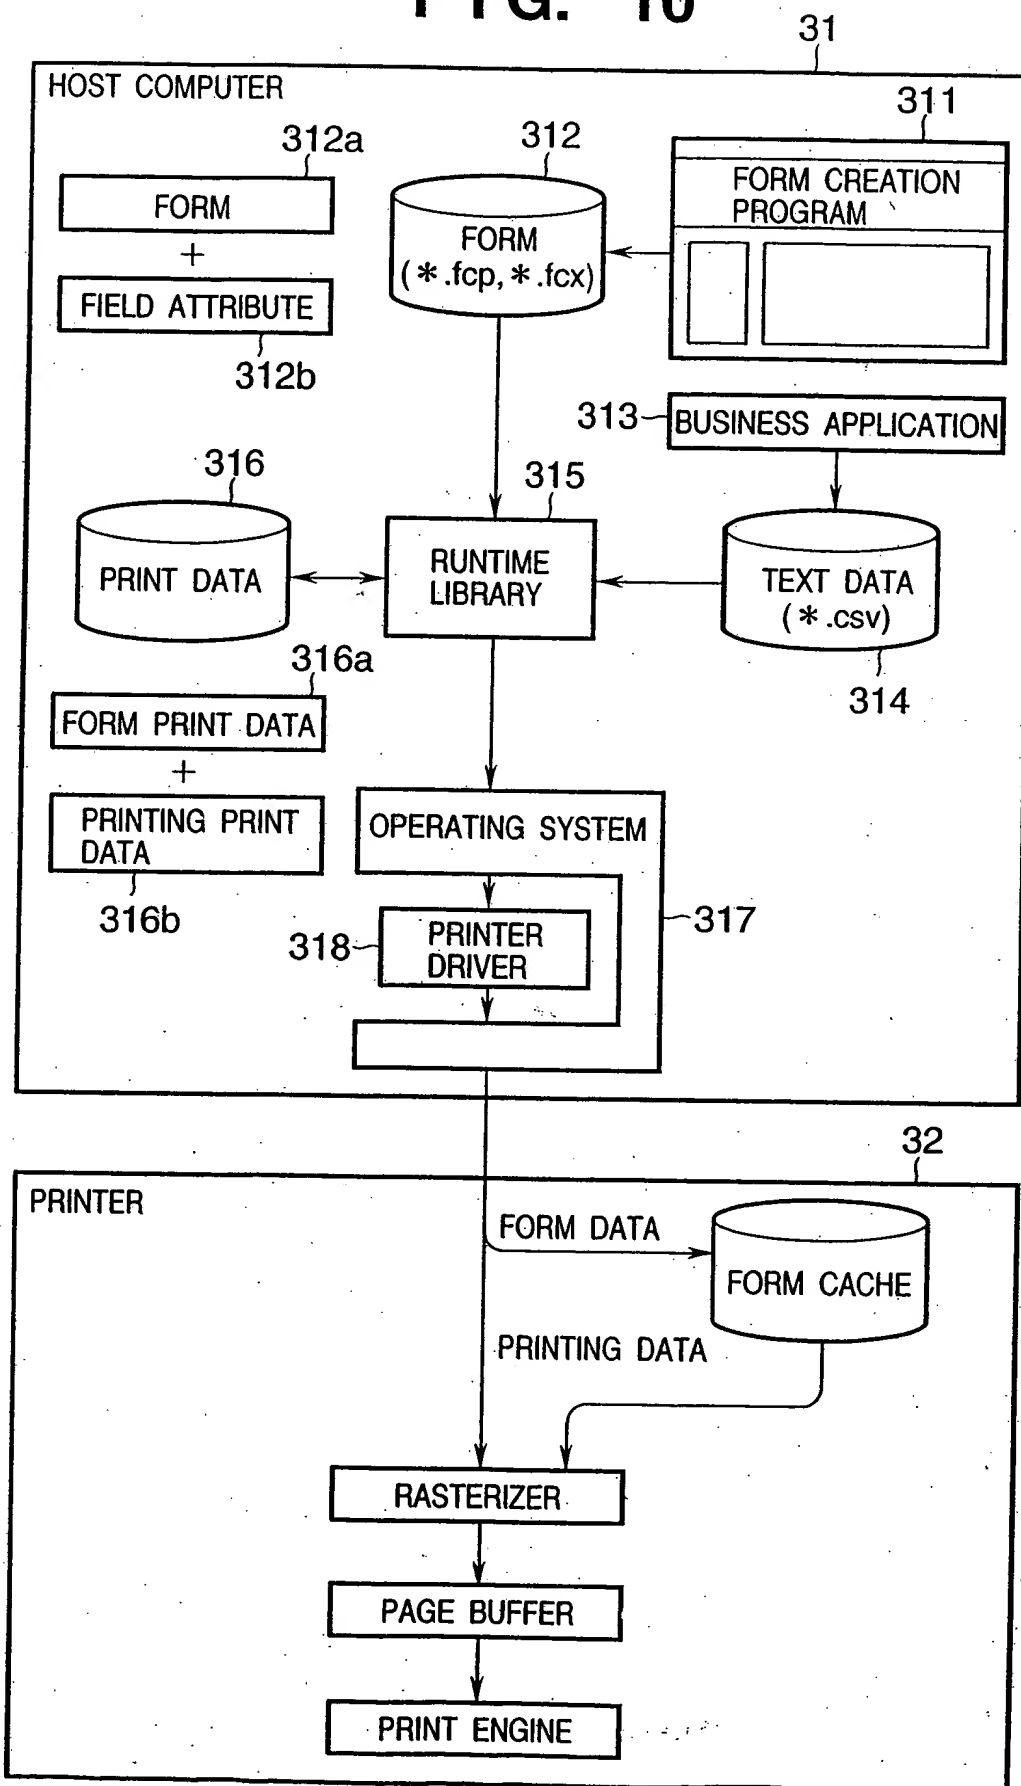 FIG. 10
31
HOST COMPUTER
311
312a
312
FORM
FORM CREATION
PROGRAM
+
FORM
(*.fcp,*.fcx)
FIELD ATTRIBUTE
312b
313
BUSINESS APPLICATION
316
315
PRINT DATA
RUNTIME
LIBRARY
TEXT DATA
(*.csv)
316a
314
FORM PRINT DATA
+
PRINTING PRINT
DATA
OPERATING SYSTEM
316b
318
PRINTER
DRIVER
317
32
PRINTER
FORM DATA
FORM CACHE
PRINTING DATA
RASTERIZER
PAGE BUFFER
PRINT ENGINE